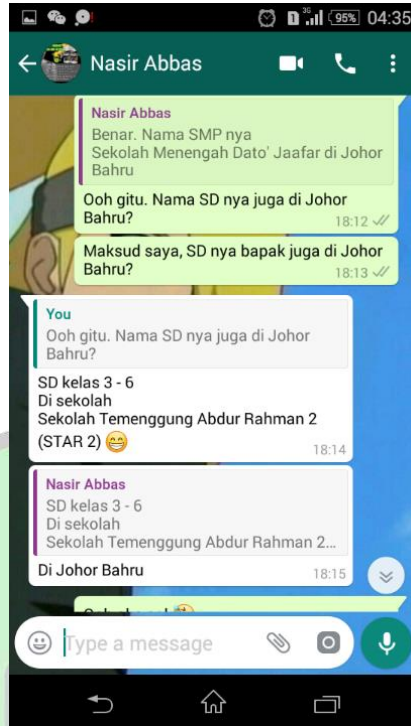 3G
95%
04:35
Nasir Abbas
Nasir Abbas
Benar. Nama SMP nya
Sekolah Menengah Dato' Jaafar di Johor
Bahru
Ooh gitu. Nama SD nya juga di Johor
Bahru?
18:12
Maksud saya, SD nya bapak juga di Johor
Bahru?
18:13
You
Ooh gitu. Nama SD nya juga di Johor
Bahru?
SD kelas 3 - 6
Di sekolah
Sekolah Temenggung Abdur Rahman 2
(STAR 2) 😁
18:14
Nasir Abbas
SD kelas 3 - 6
Di sekolah
Sekolah Temenggung Abdur Rahman 2...
Di Johor Bahru
18:15
Type a message